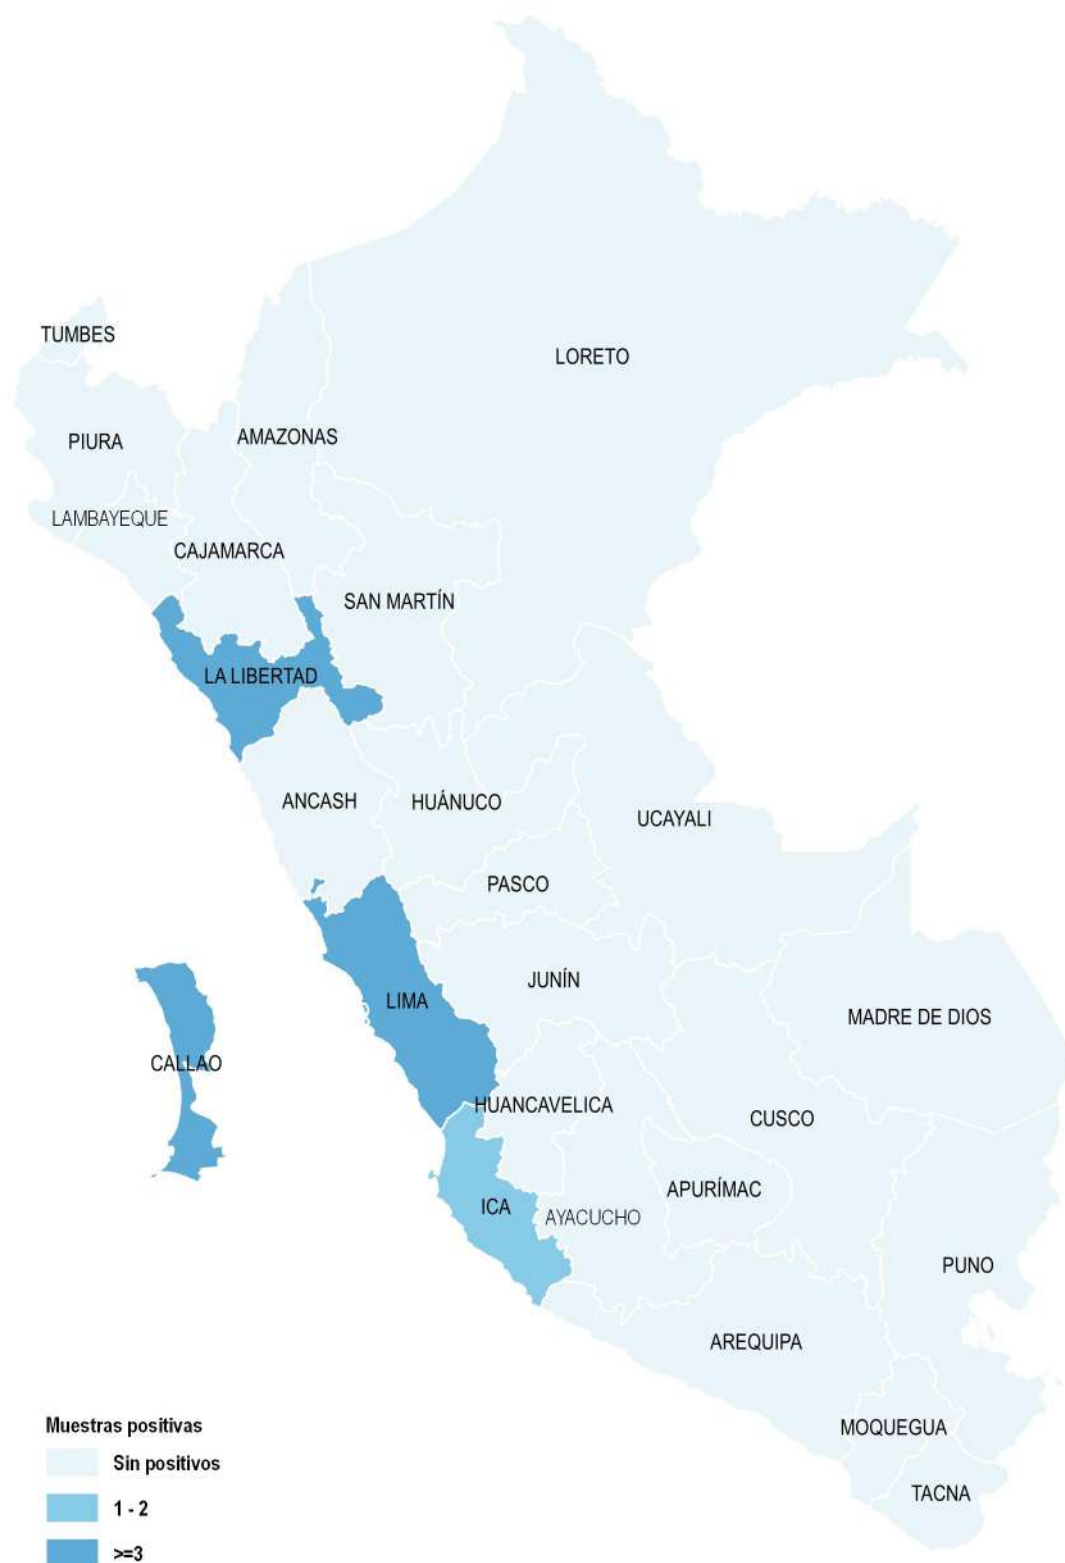 TUMBES
LORETO
PIURA
AMAZONAS
LAMBAYEQUE
CAJAMARCA
SAN MARTÍN
LA LIBERTAD
ANCASH
HUÁNUCO
UCAYALI
PASCO
JUNÍN
LIMA
MADRE DE DIOS
CALLAO
HUANCAVELICA
CUSCO
APURÍMAC
ICA
AYACUCHO
PUNO
AREQUIPA
MOQUEGUA
TACNA
Muestras positivas
Sin positivos
1 - 2
>=3